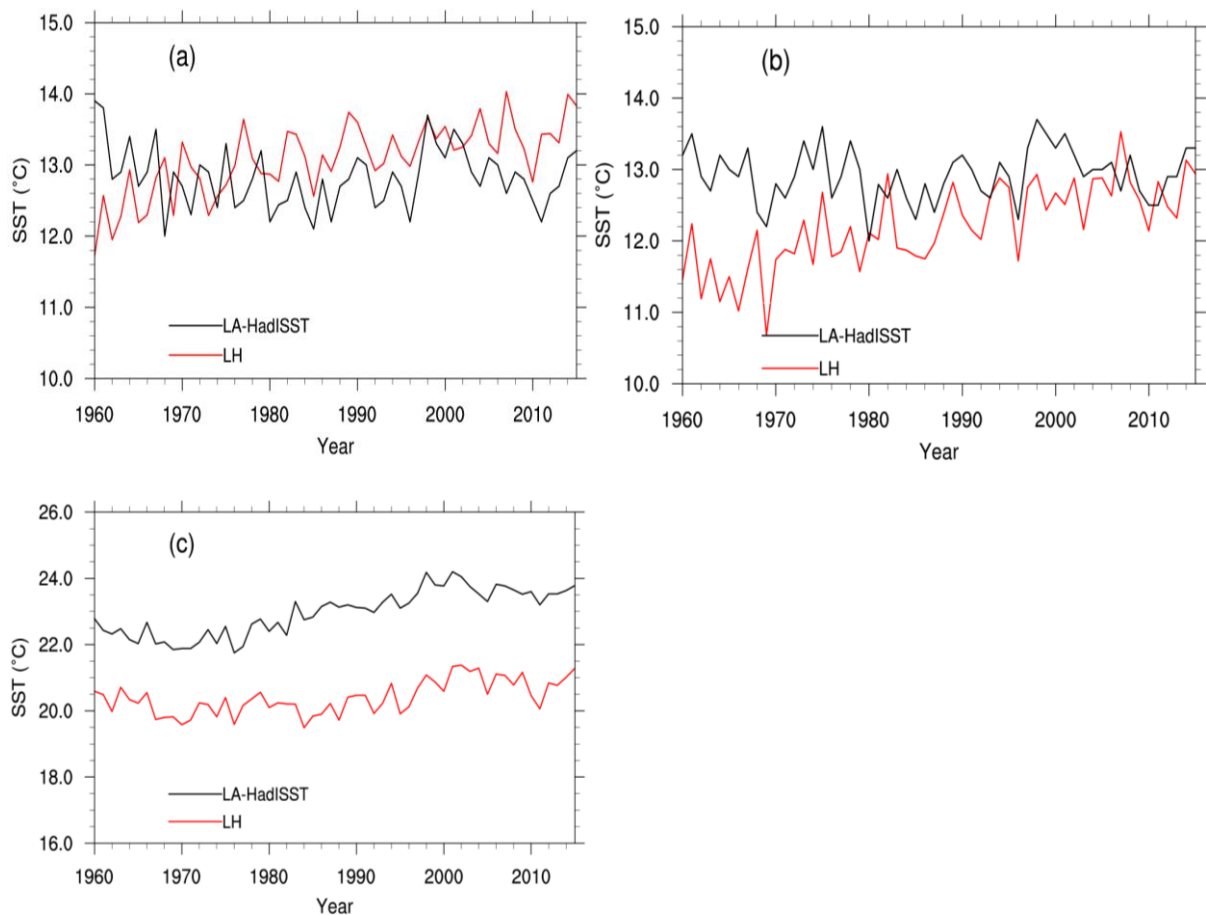 15.0
14.0
13.0
12.0
11.0
10.0
SST (°C)
(a)
LA-HadISST
LH
1960 1970 1980 1990 2000 2010
Year
15.0
14.0
13.0
12.0
11.0
10.0
SST (°C)
(b)
LA-HadISST
LH
1960 1970 1980 1990 2000 2010
Year
26.0
24.0
22.0
20.0
18.0
16.0
SST (°C)
(c)
LA-HadISST
LH
1960 1970 1980 1990 2000 2010
Year